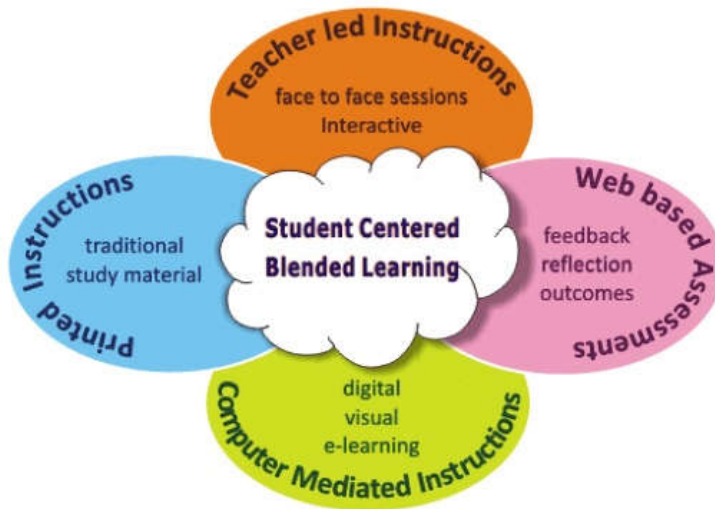 Teacher led Instructions
face to face sessions
Interactive
Printed Instructions
traditional
study material
Student Centered
Blended Learning
Web based Assessments
feedback
reflection
outcomes
digital
visual
e-learning
Computer Mediated Instructions